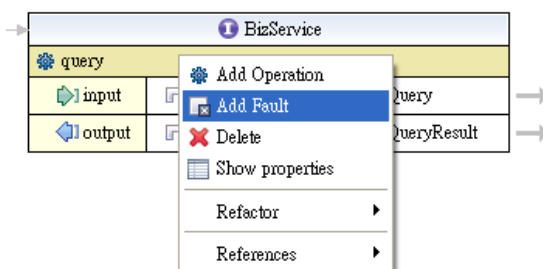 BizService
query
Add Operation
input
Query
Add Fault
output
QueryResult
Delete
Show properties
Refactor
References